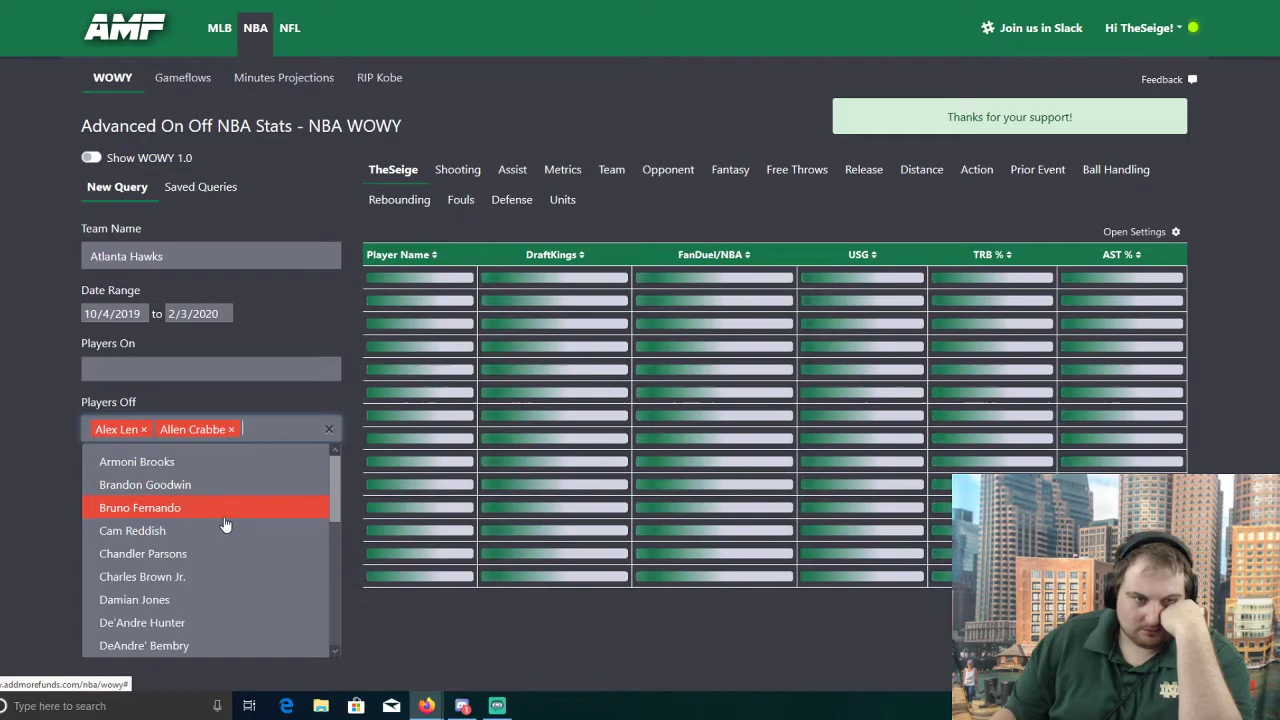 AMF
MLB NBA NFL
Join us in Slack
Hi TheSeige!
WOWY Gameflows Minutes Projections RIP Kobe
Feedback
Advanced On Off NBA Stats - NBA WOWY
Thanks for your support!
Show WOWY 1.0
New Query Saved Queries
TheSeige Shooting Assist Metrics Team Opponent Fantasy Free Throws Release Distance Action Prior Event Ball Handling
Rebounding Fouls Defense Units
Team Name
Atlanta Hawks
Open Settings
Player Name DraftKings FanDuel/NBA USG TRB % AST %
Date Range
10/4/2019 to 2/3/2020
Players On
Players Off
Alex Len × Allen Crabbe ×
Armoni Brooks
Brandon Goodwin
Bruno Fernando
Cam Reddish
Chandler Parsons
Charles Brown Jr.
Damian Jones
De'Andre Hunter
DeAndre' Bembry
.addmorefunds.com/nba/wowy#
Type here to search